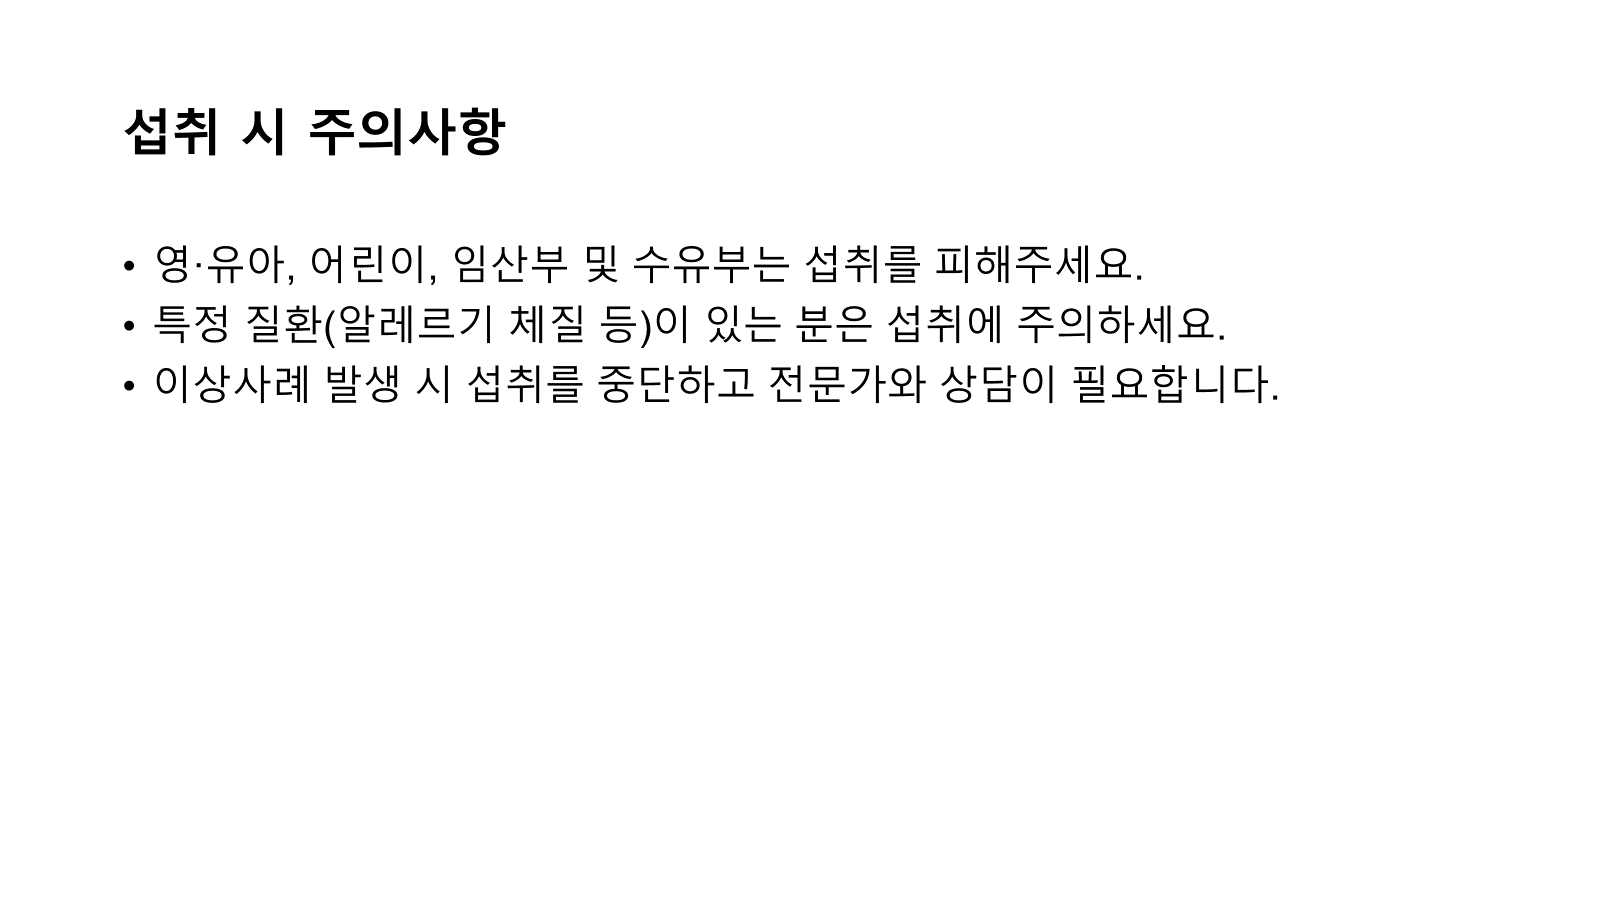 섭취 시 주의사항
• 영·유아, 어린이, 임산부 및 수유부는 섭취를 피해주세요.
• 특정 질환(알레르기 체질 등)이 있는 분은 섭취에 주의하세요.
• 이상사례 발생 시 섭취를 중단하고 전문가와 상담이 필요합니다.